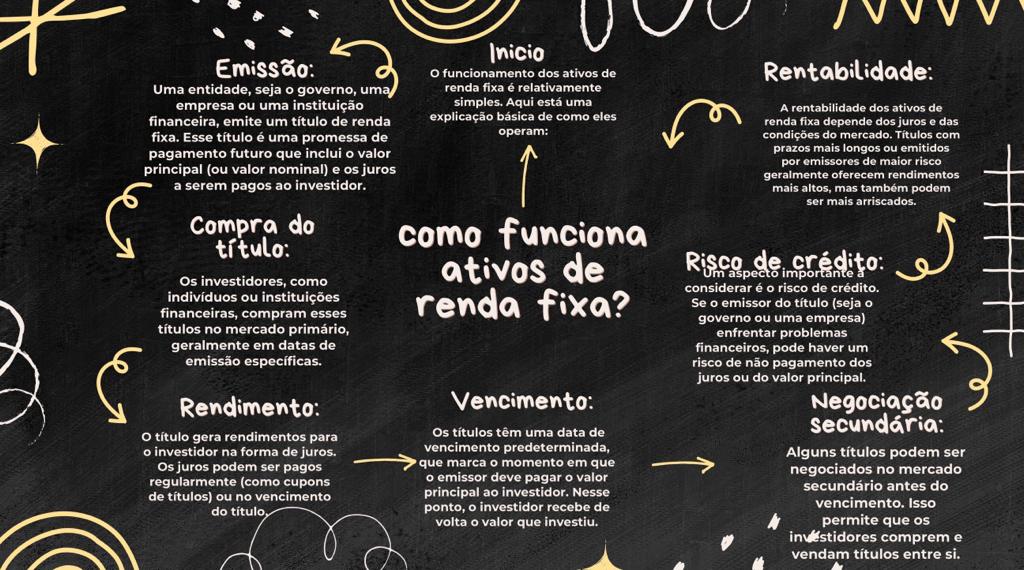 como funciona
ativos de
renda fixa?
Inicio
O funcionamento dos ativos de
renda fixa é relativamente
simples. Aqui está uma
explicação básica de como eles
operam:
Emissão:
Uma entidade, seja o governo, uma
empresa ou uma instituição
financeira, emite um título de renda
fixa. Esse título é uma promessa de
pagamento futuro que inclui o valor
principal (ou valor nominal) e os juros
a serem pagos ao investidor.
Compra do
título:
Os investidores, como
indivíduos ou instituições
financeiras, compram esses
títulos no mercado primário,
geralmente em datas de
emissão específicas.
Rendimento:
O título gera rendimentos para
o investidor na forma de juros.
Os juros podem ser pagos
regularmente (como cupons
de títulos) ou no vencimento
do título.
Vencimento:
Os títulos têm uma data de
vencimento predeterminada,
que marca o momento em que
o emissor deve pagar o valor
principal ao investidor. Nesse
ponto, o investidor recebe de
volta o valor que investiu.
Negociação
secundária:
Alguns títulos podem ser
negociados no mercado
secundário antes do
vencimento. Isso
permite que os
investidores comprem e
vendam títulos entre si.
Risco de crédito:
Um aspecto importante a
considerar é o risco de crédito.
Se o emissor do título (seja o
governo ou uma empresa)
enfrentar problemas
financeiros, pode haver um
risco de não pagamento dos
juros ou do valor principal.
Rentabilidade:
A rentabilidade dos ativos de
renda fixa depende dos juros e das
condições do mercado. Títulos com
prazos mais longos ou emitidos
por emissores de maior risco
geralmente oferecem rendimentos
mais altos, mas também podem
ser mais arriscados.